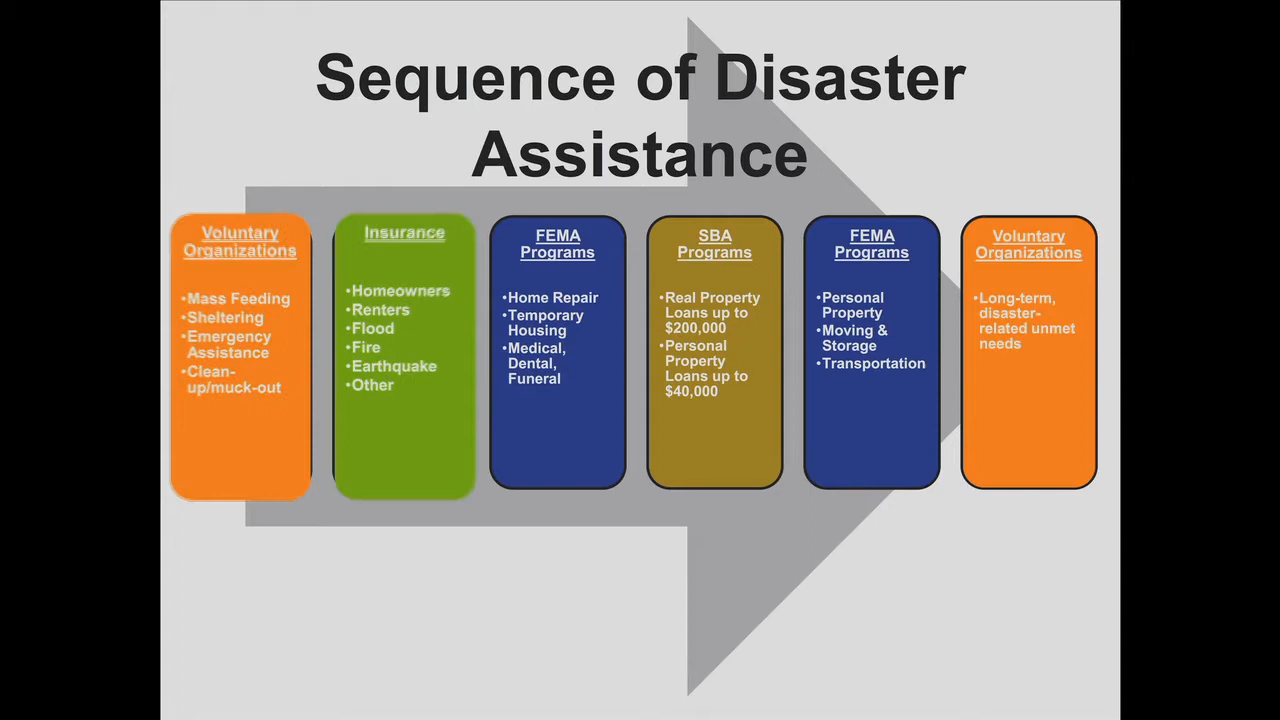 Sequence of Disaster
Assistance
Voluntary
Organizations
•Mass Feeding
•Sheltering
•Emergency
Assistance
•Clean-
up/muck-out
Insurance
•Homeowners
•Renters
•Flood
•Fire
•Earthquake
•Other
FEMA
Programs
•Home Repair
•Temporary
Housing
•Medical,
Dental,
Funeral
SBA
Programs
•Real Property
Loans up to
$200,000
•Personal
Property
Loans up to
$40,000
FEMA
Programs
•Personal
Property
•Moving &
Storage
•Transportation
Voluntary
Organizations
•Long-term,
disaster-
related unmet
needs